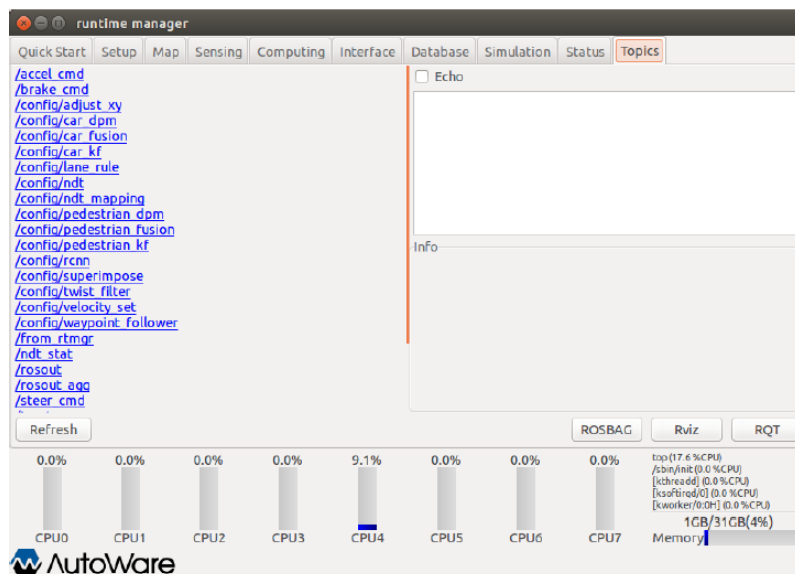 runtime manager
Quick Start Setup Map Sensing Computing Interface Database Simulation Status Topics
/accel_cmd
/brake_cmd
/config/adjust_xy
/config/car_dpm
/config/car_fusion
/config/car_kf
/config/lane_rule
/config/ndt
/config/ndt_mapping
/config/pedestrian_dpm
/config/pedestrian_fusion
/config/pedestrian_kf
/config/rcnn
/config/superimpose
/config/twist_filter
/config/velocity_set
/config/waypoint_follower
/from_rtmgr
/ndt_stat
/rosout
/rosout_agg
/steer_cmd
Echo
Info
Refresh ROSBAG Rviz RQT
0.0% 0.0% 0.0% 0.0% 9.1% 0.0% 0.0% 0.0%
CPU0 CPU1 CPU2 CPU3 CPU4 CPU5 CPU6 CPU7
top (17.6 %CPU)
/sbin/init (0.0 %CPU)
[kthreadd] (0.0 %CPU)
[ksoftirqd/0] (0.0 %CPU)
[kworker/0:0H] (0.0 %CPU)
1GB/31GB(4%)
Memory
AutoWare